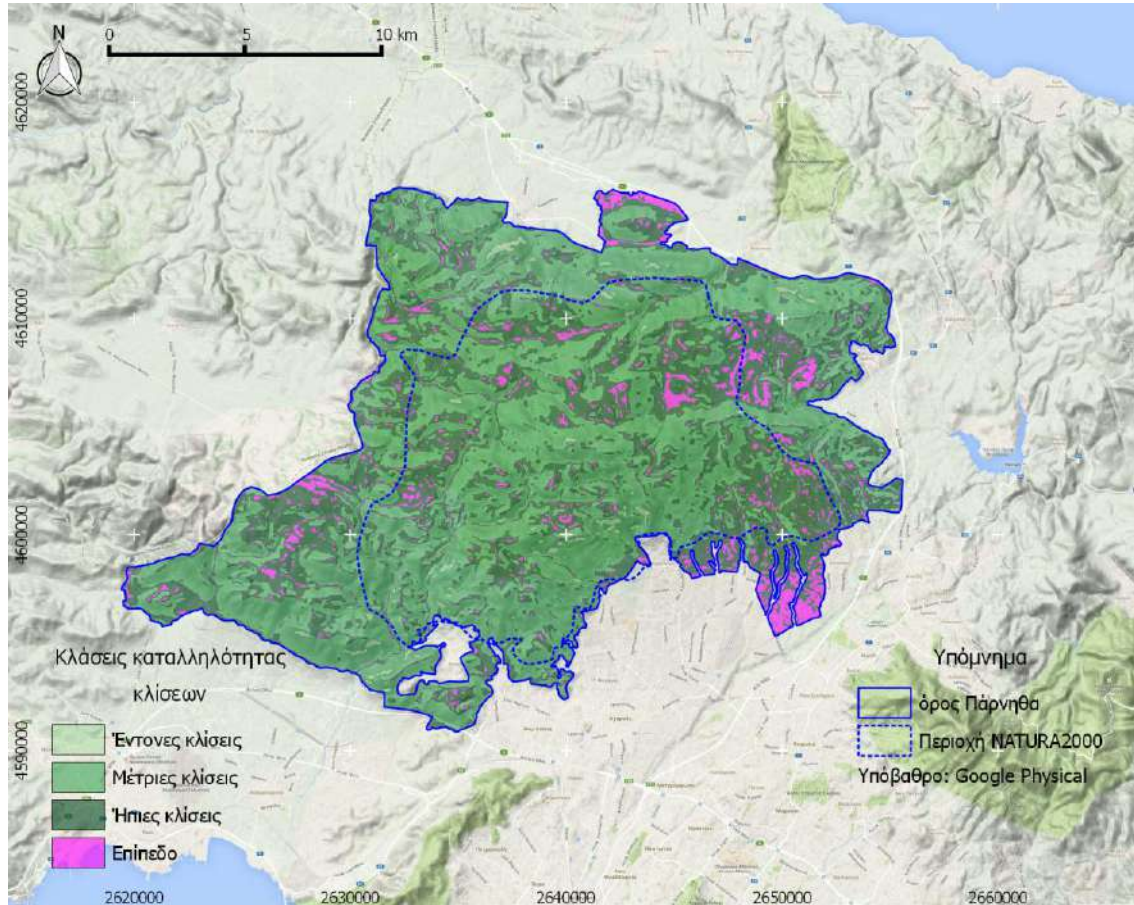 N
0 5 10 km
4620000
4610000
4600000
4590000
Κλάσεις καταλληλότητας
κλίσεων
Έντονες κλίσεις
Μέτριες κλίσεις
Ήπιες κλίσεις
Επίπεδο
Υπόμνημα
όρος Πάρνηθα
Περιοχή NATURA2000
Υπόβαθρο: Google Physical
2620000 2630000 2640000 2650000 2660000